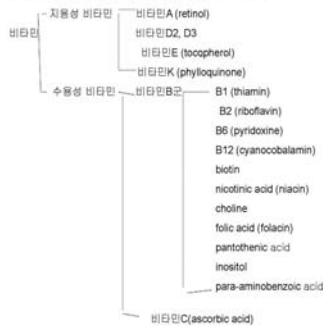 지용성 비타민 비타민A (retinol)
비타민 비타민D2, D3
비타민E (tocopherol)
비타민K (phylloquinone)
수용성 비타민 비타민B군 B1 (thiamin)
B2 (riboflavin)
B6 (pyridoxine)
B12 (cyanocobalamin)
biotin
nicotinic acid (niacin)
choline
folic acid (folacin)
pantothenic acid
inositol
para-aminobenzoic acid
비타민C(ascorbic acid)